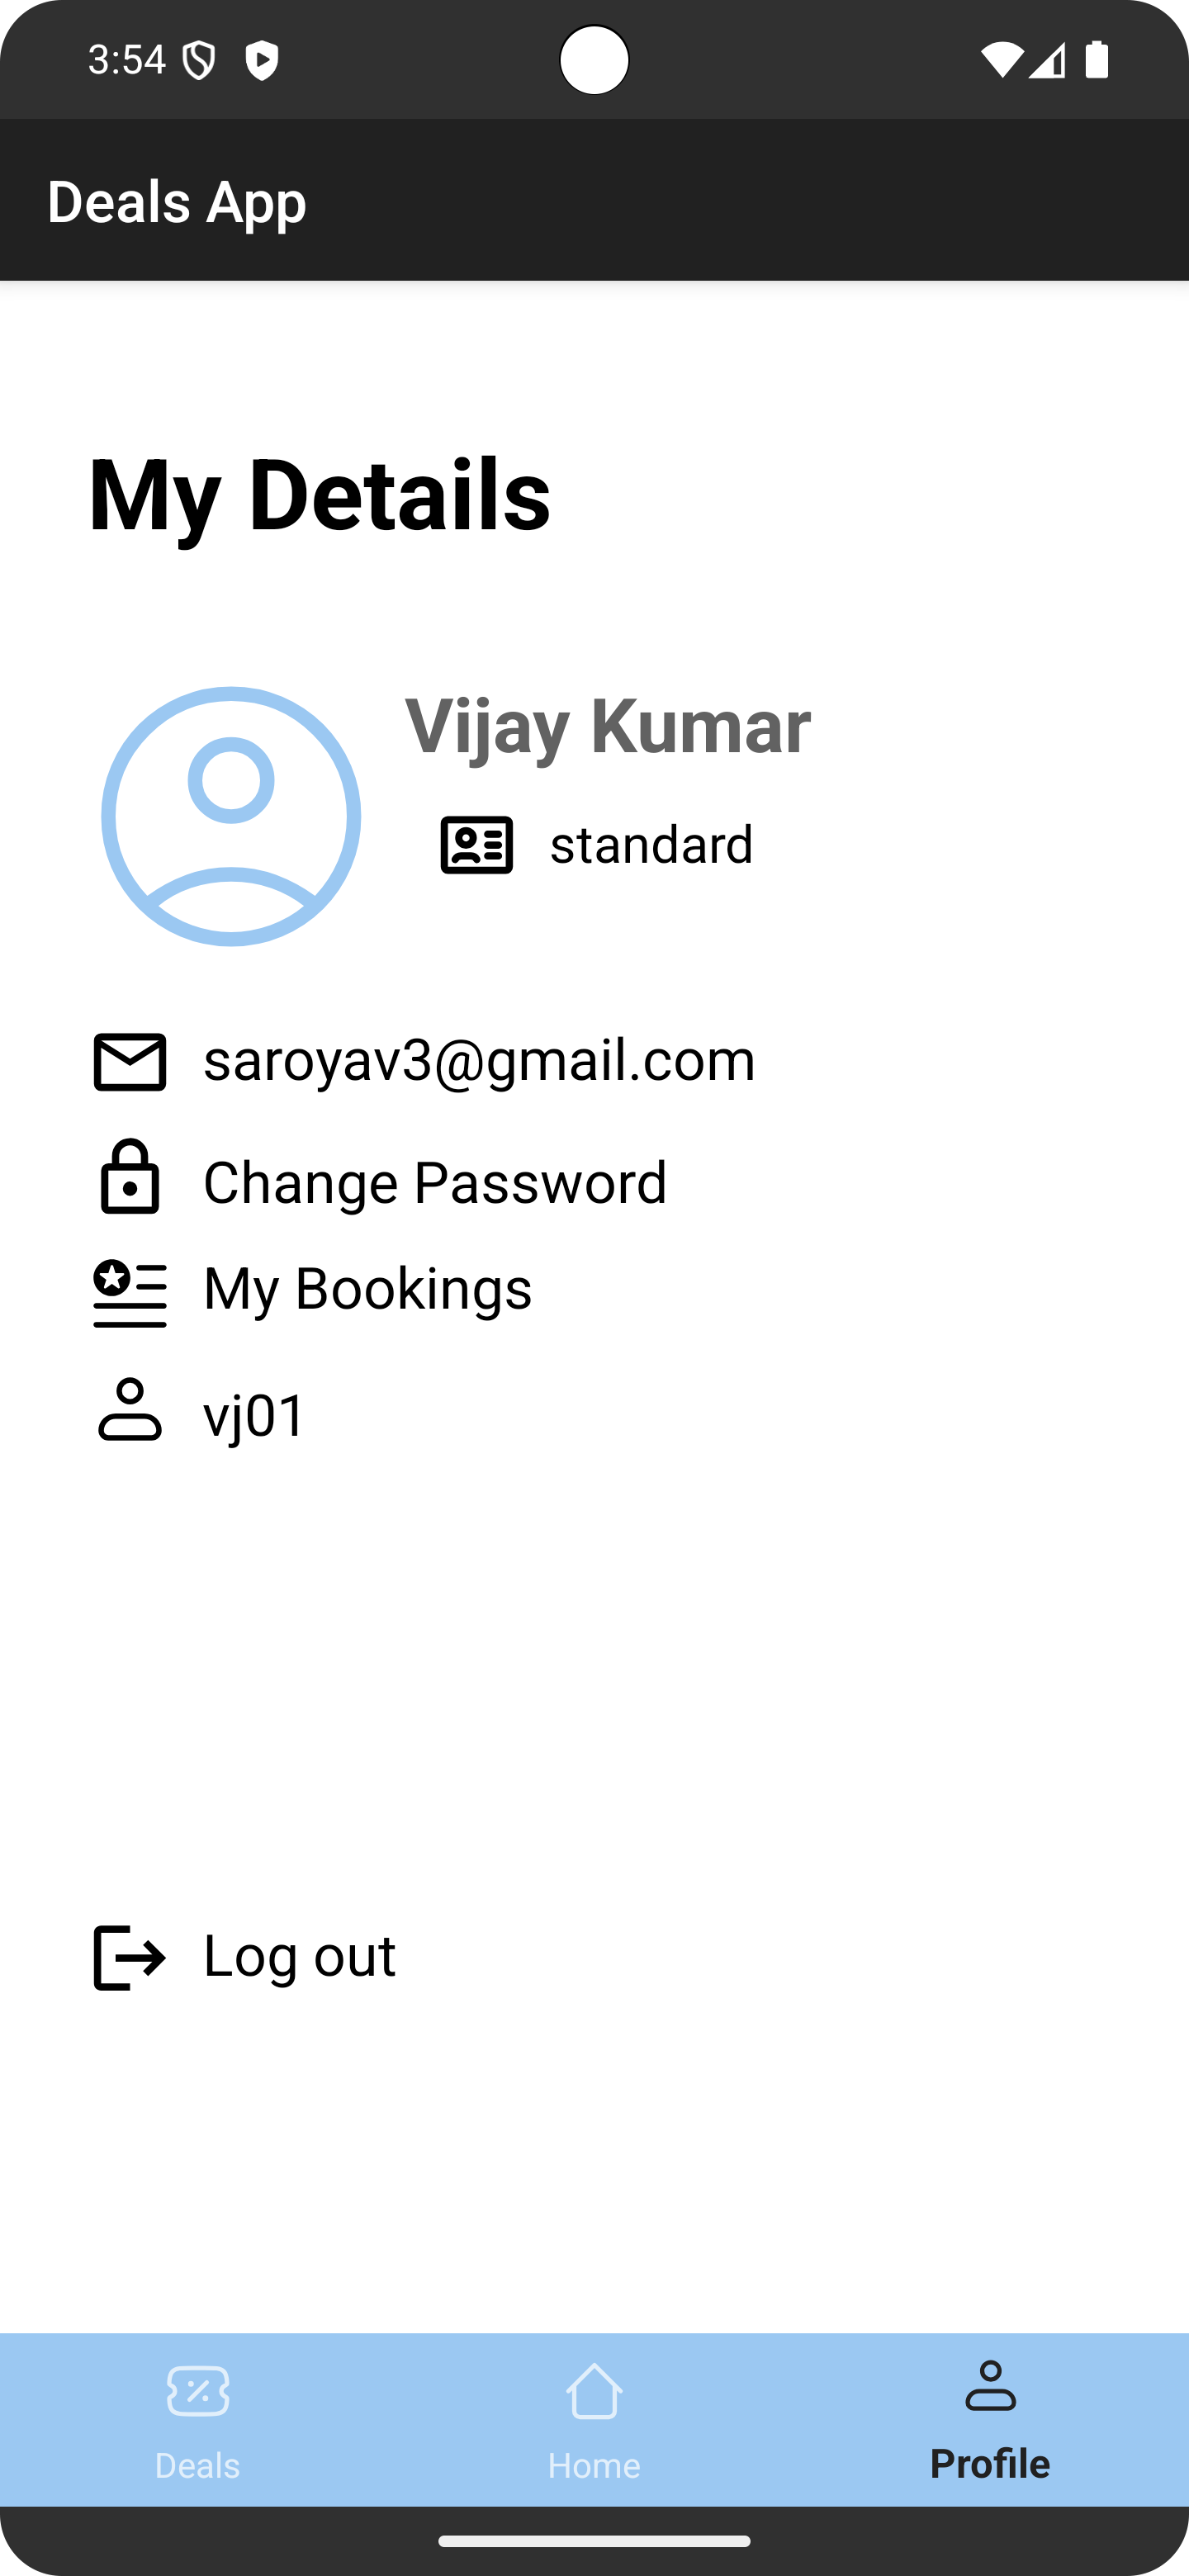 3:54
Deals App
My Details
Vijay Kumar
standard
saroyav3@gmail.com
Change Password
My Bookings
vj01
Log out
Deals
Home
Profile